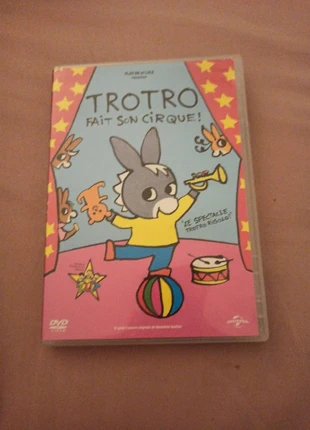 TROTRO
FAIT SON CIRQUE!
"LE SPECTACLE
TROTRO RIGOLO!"
DVD
UNIVERSAL